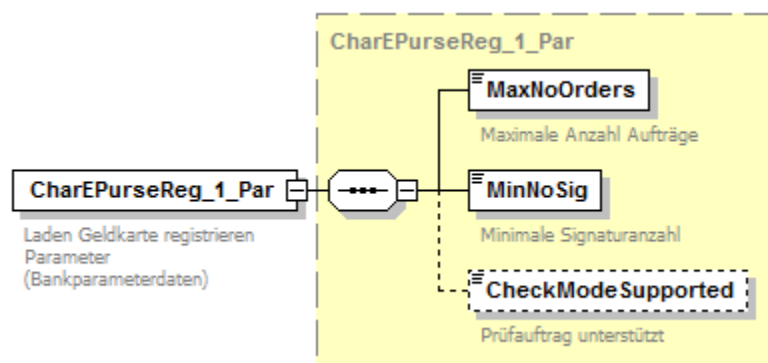 CharEPurseReg_1_Par
MaxNoOrders
Maximale Anzahl Aufträge
CharEPurseReg_1_Par
Laden Geldkarte registrieren
Parameter
(Bankparameterdaten)
MinNoSig
Minimale Signaturanzahl
CheckModeSupported
Prüfauftrag unterstützt